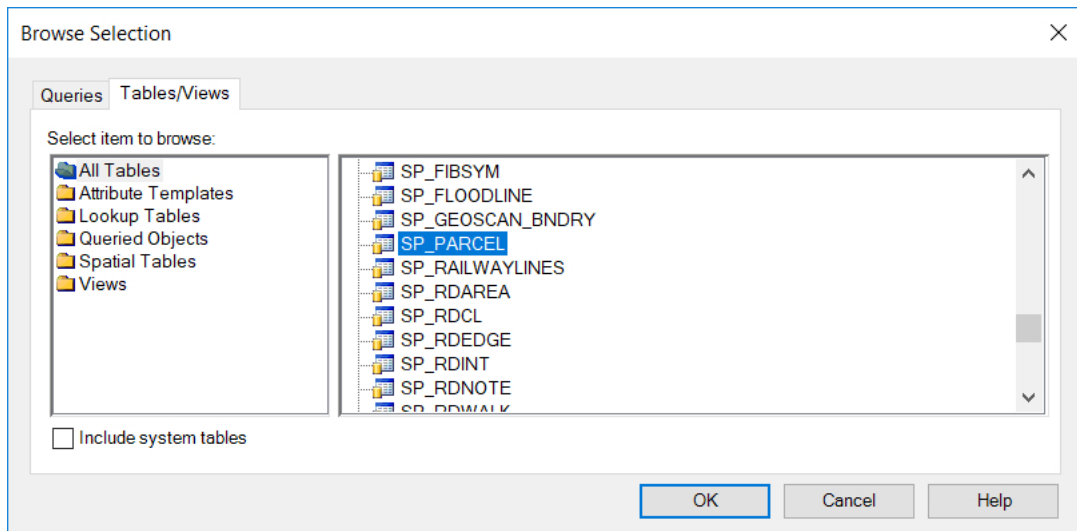 Browse Selection
Queries
Tables/Views
Select item to browse:
All Tables
Attribute Templates
Lookup Tables
Queried Objects
Spatial Tables
Views
SP_FIBSYM
SP_FLOODLINE
SP_GEOSCAN_BNDRY
SP_PARCEL
SP_RAILWAYLINES
SP_RDAREA
SP_RDCL
SP_RDEDGE
SP_RDINT
SP_RDNOTE
SP_RDWALK
Include system tables
OK
Cancel
Help